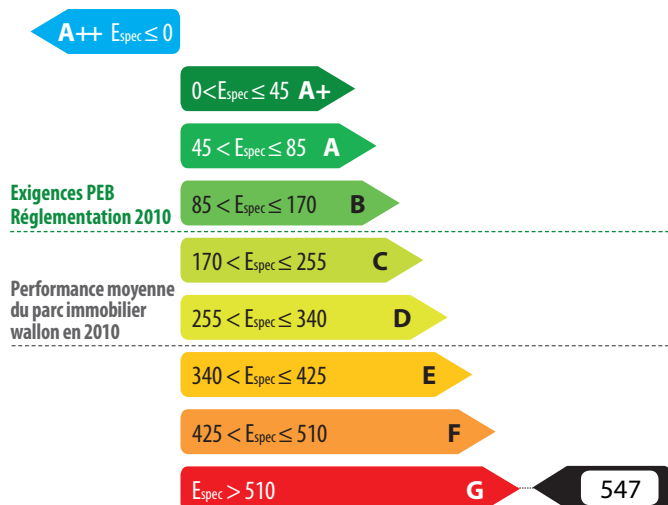 A++ Espec ≤ 0
0<Espec ≤ 45 A+
45 < Espec ≤ 85 A
Exigences PEB
Réglementation 2010
85 < Espec ≤ 170 B
170 < Espec ≤ 255 C
Performance moyenne
du parc immobilier
wallon en 2010
255 < Espec ≤ 340 D
340 < Espec ≤ 425 E
425 < Espec ≤ 510 F
Espec > 510 G
547